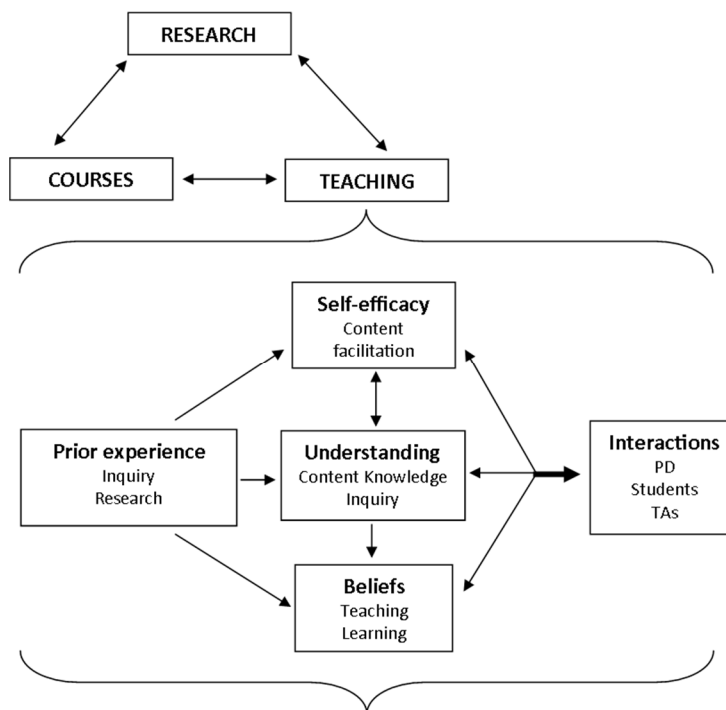 RESEARCH
COURSES
TEACHING
Self-efficacy
Content
facilitation
Prior experience
Inquiry
Research
Understanding
Content Knowledge
Inquiry
Interactions
PD
Students
TAs
Beliefs
Teaching
Learning